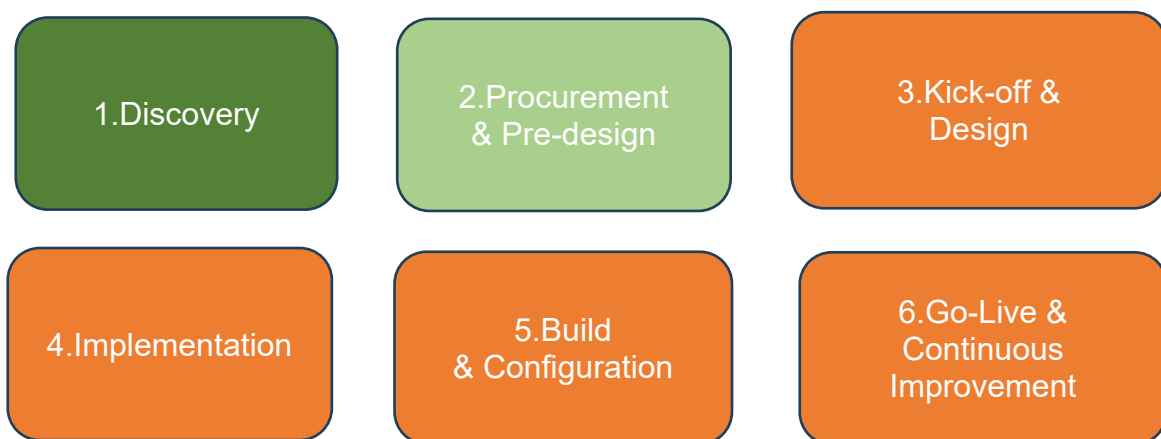 1.Discovery
2.Procurement
& Pre-design
3.Kick-off &
Design
4.Implementation
5.Build
& Configuration
6.Go-Live &
Continuous
Improvement